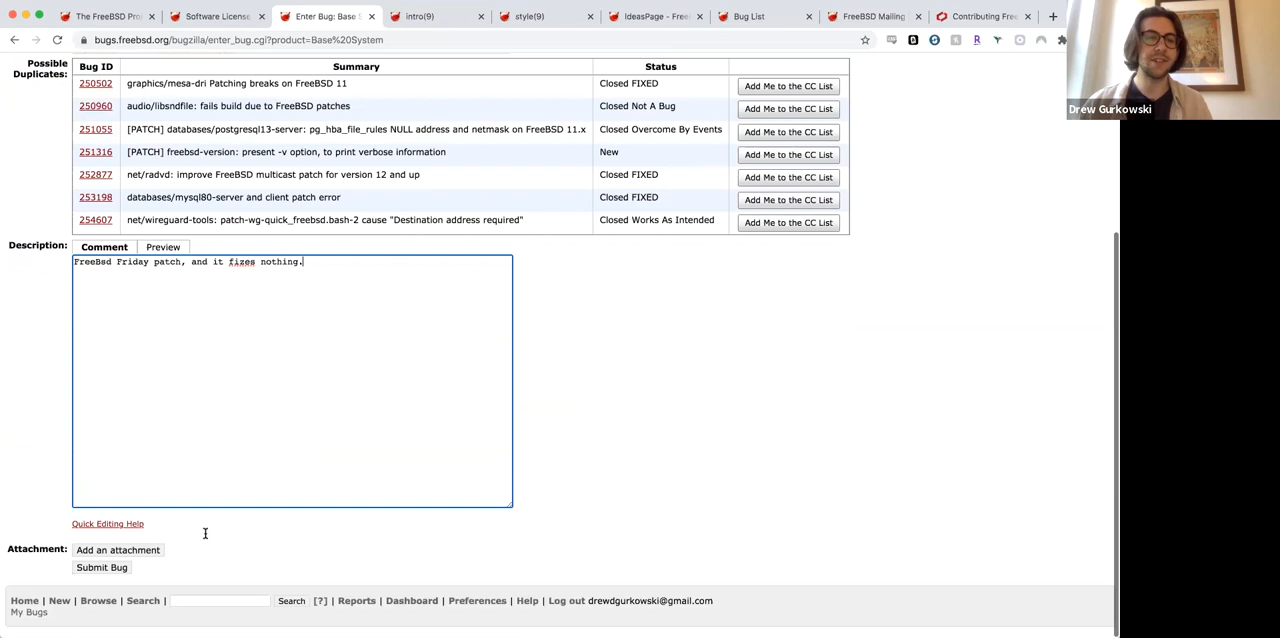 The FreeBSD Pro
Software License
Enter Bug: Base S
intro(9)
style(9)
IdeasPage - Free
Bug List
FreeBSD Mailing
Contributing Free
bugs.freebsd.org/bugzilla/enter_bug.cgi?product=Base%20System
Drew Gurkowski
Possible
Duplicates:
Bug ID Summary Status
250502 graphics/mesa-dri Patching breaks on FreeBSD 11 Closed FIXED Add Me to the CC List
250960 audio/libsndfile: fails build due to FreeBSD patches Closed Not A Bug Add Me to the CC List
251055 [PATCH] databases/postgresql13-server: pg_hba_file_rules NULL address and netmask on FreeBSD 11.x Closed Overcome By Events Add Me to the CC List
251316 [PATCH] freebsd-version: present -v option, to print verbose information New Add Me to the CC List
252877 net/radvd: improve FreeBSD multicast patch for version 12 and up Closed FIXED Add Me to the CC List
253198 databases/mysql80-server and client patch error Closed FIXED Add Me to the CC List
254607 net/wireguard-tools: patch-wg-quick_freebsd.bash-2 cause "Destination address required" Closed Works As Intended Add Me to the CC List
Description: Comment Preview
FreeBsd Friday patch, and it fizes nothing.
Quick Editing Help
Attachment: Add an attachment
Submit Bug
Home | New | Browse | Search | Search [?] | Reports | Dashboard | Preferences | Help | Log out drewdgurkowski@gmail.com
My Bugs